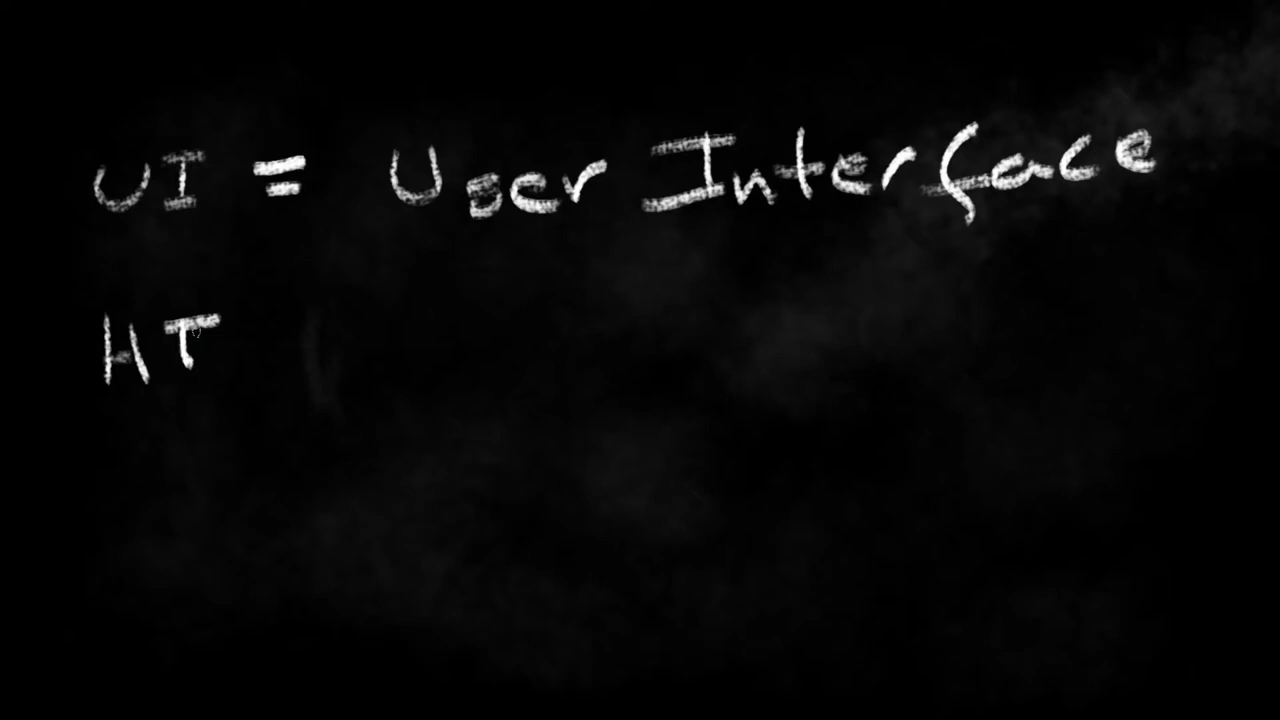 UI = User Interface
HT